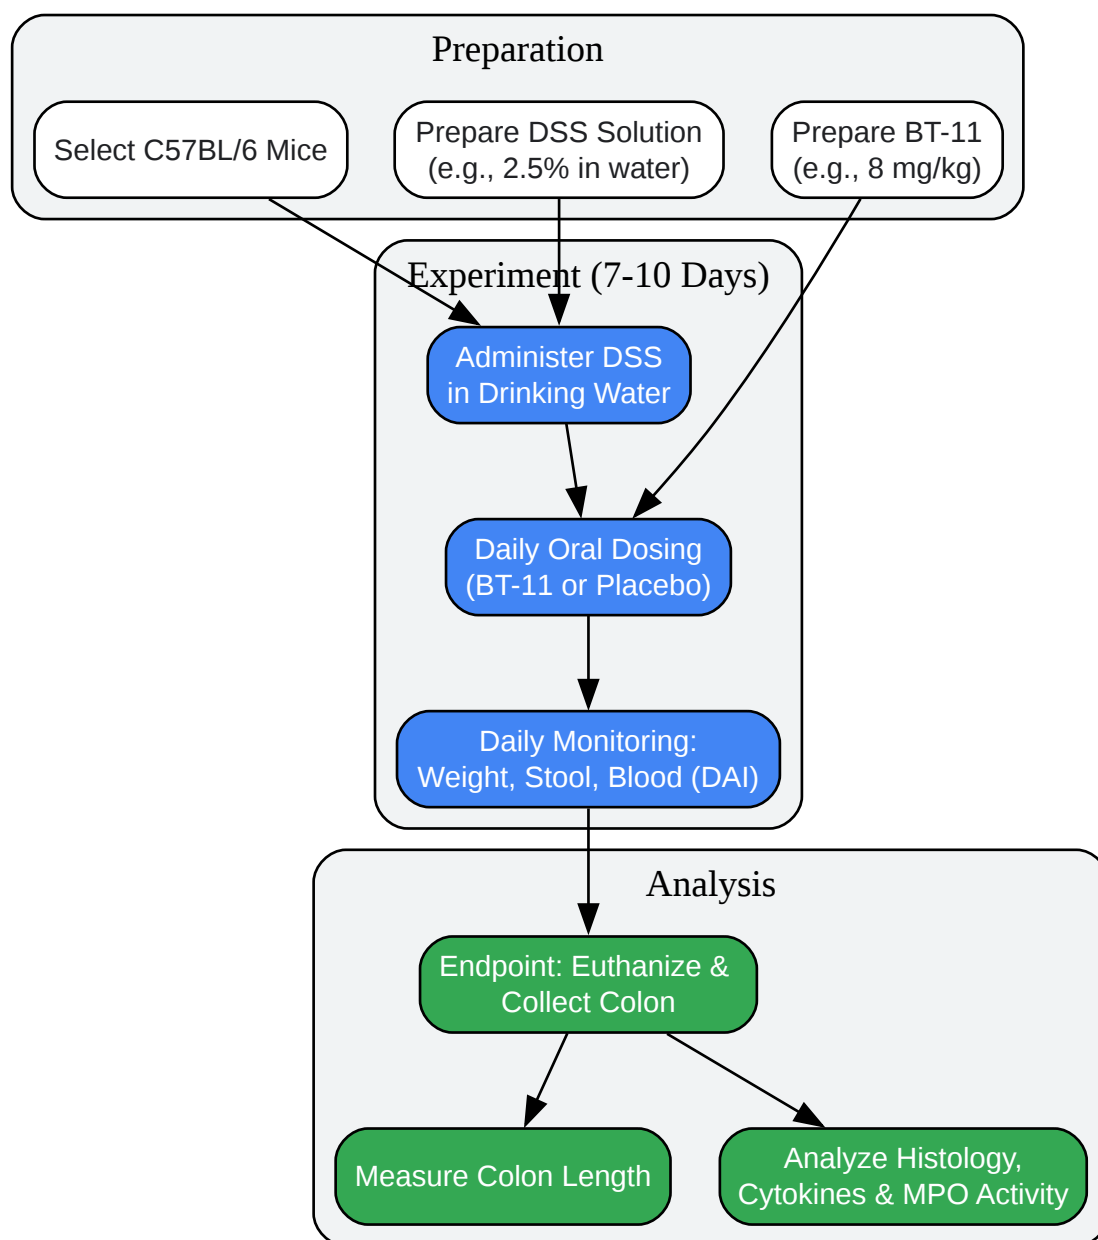 Preparation
Select C57BL/6 Mice
Prepare DSS Solution
(e.g., 2.5% in water)
Prepare BT-11
(e.g., 8 mg/kg)
Experiment (7-10 Days)
Administer DSS
in Drinking Water
Daily Oral Dosing
(BT-11 or Placebo)
Daily Monitoring:
Weight, Stool, Blood (DAI)
Analysis
Endpoint: Euthanize &
Collect Colon
Measure Colon Length
Analyze Histology,
Cytokines & MPO Activity